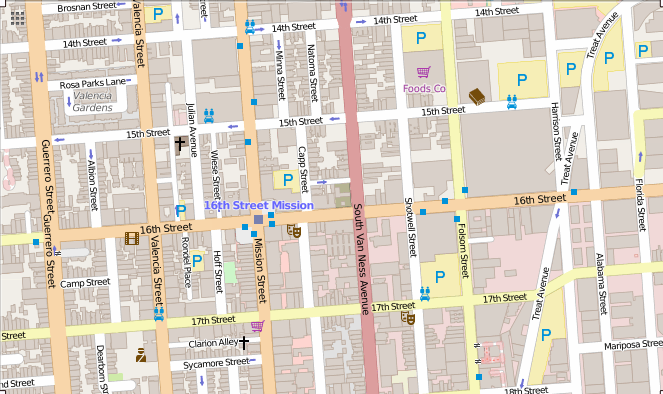 Brosnan Street
14th Street
14th Street
14th Street
14th Street
Valencia Street
Rosa Parks Lane
Valencia
Gardens
Minna Street
Natoma Street
Foods Co
Treat Avenue
15th Street
15th Street
15th Street
Julian Avenue
Harrison Street
Treat Avenue
Guerrero Street
Albion Street
Wiese Street
Capp Street
16th Street Mission
Shotwell Street
16th Street
Florida Street
Guerrero Street
16th Street
Valencia Street
Rondel Place
Hoff Street
Mission Street
South Van Ness Avenue
Folsom Street
Alabama Street
Treat Avenue
Camp Street
17th Street
17th Street
17th Street
Street
Clarion Alley
Sycamore Street
Mariposa Stree
Dearborn St
nd Street
18th Street
P
P
P
P
P
P
P
P
P
P
P